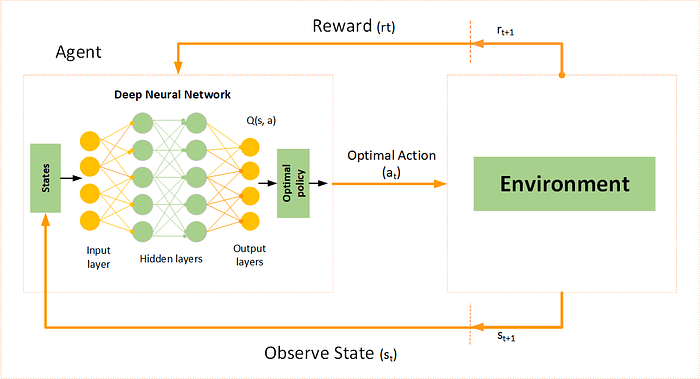 Reward (rt)
rt+1
Agent
Deep Neural Network
Q(s, a)
States
Optimal
policy
Optimal Action
(at)
Environment
Input
layer
Hidden layers
Output
layers
st+1
Observe State (st)